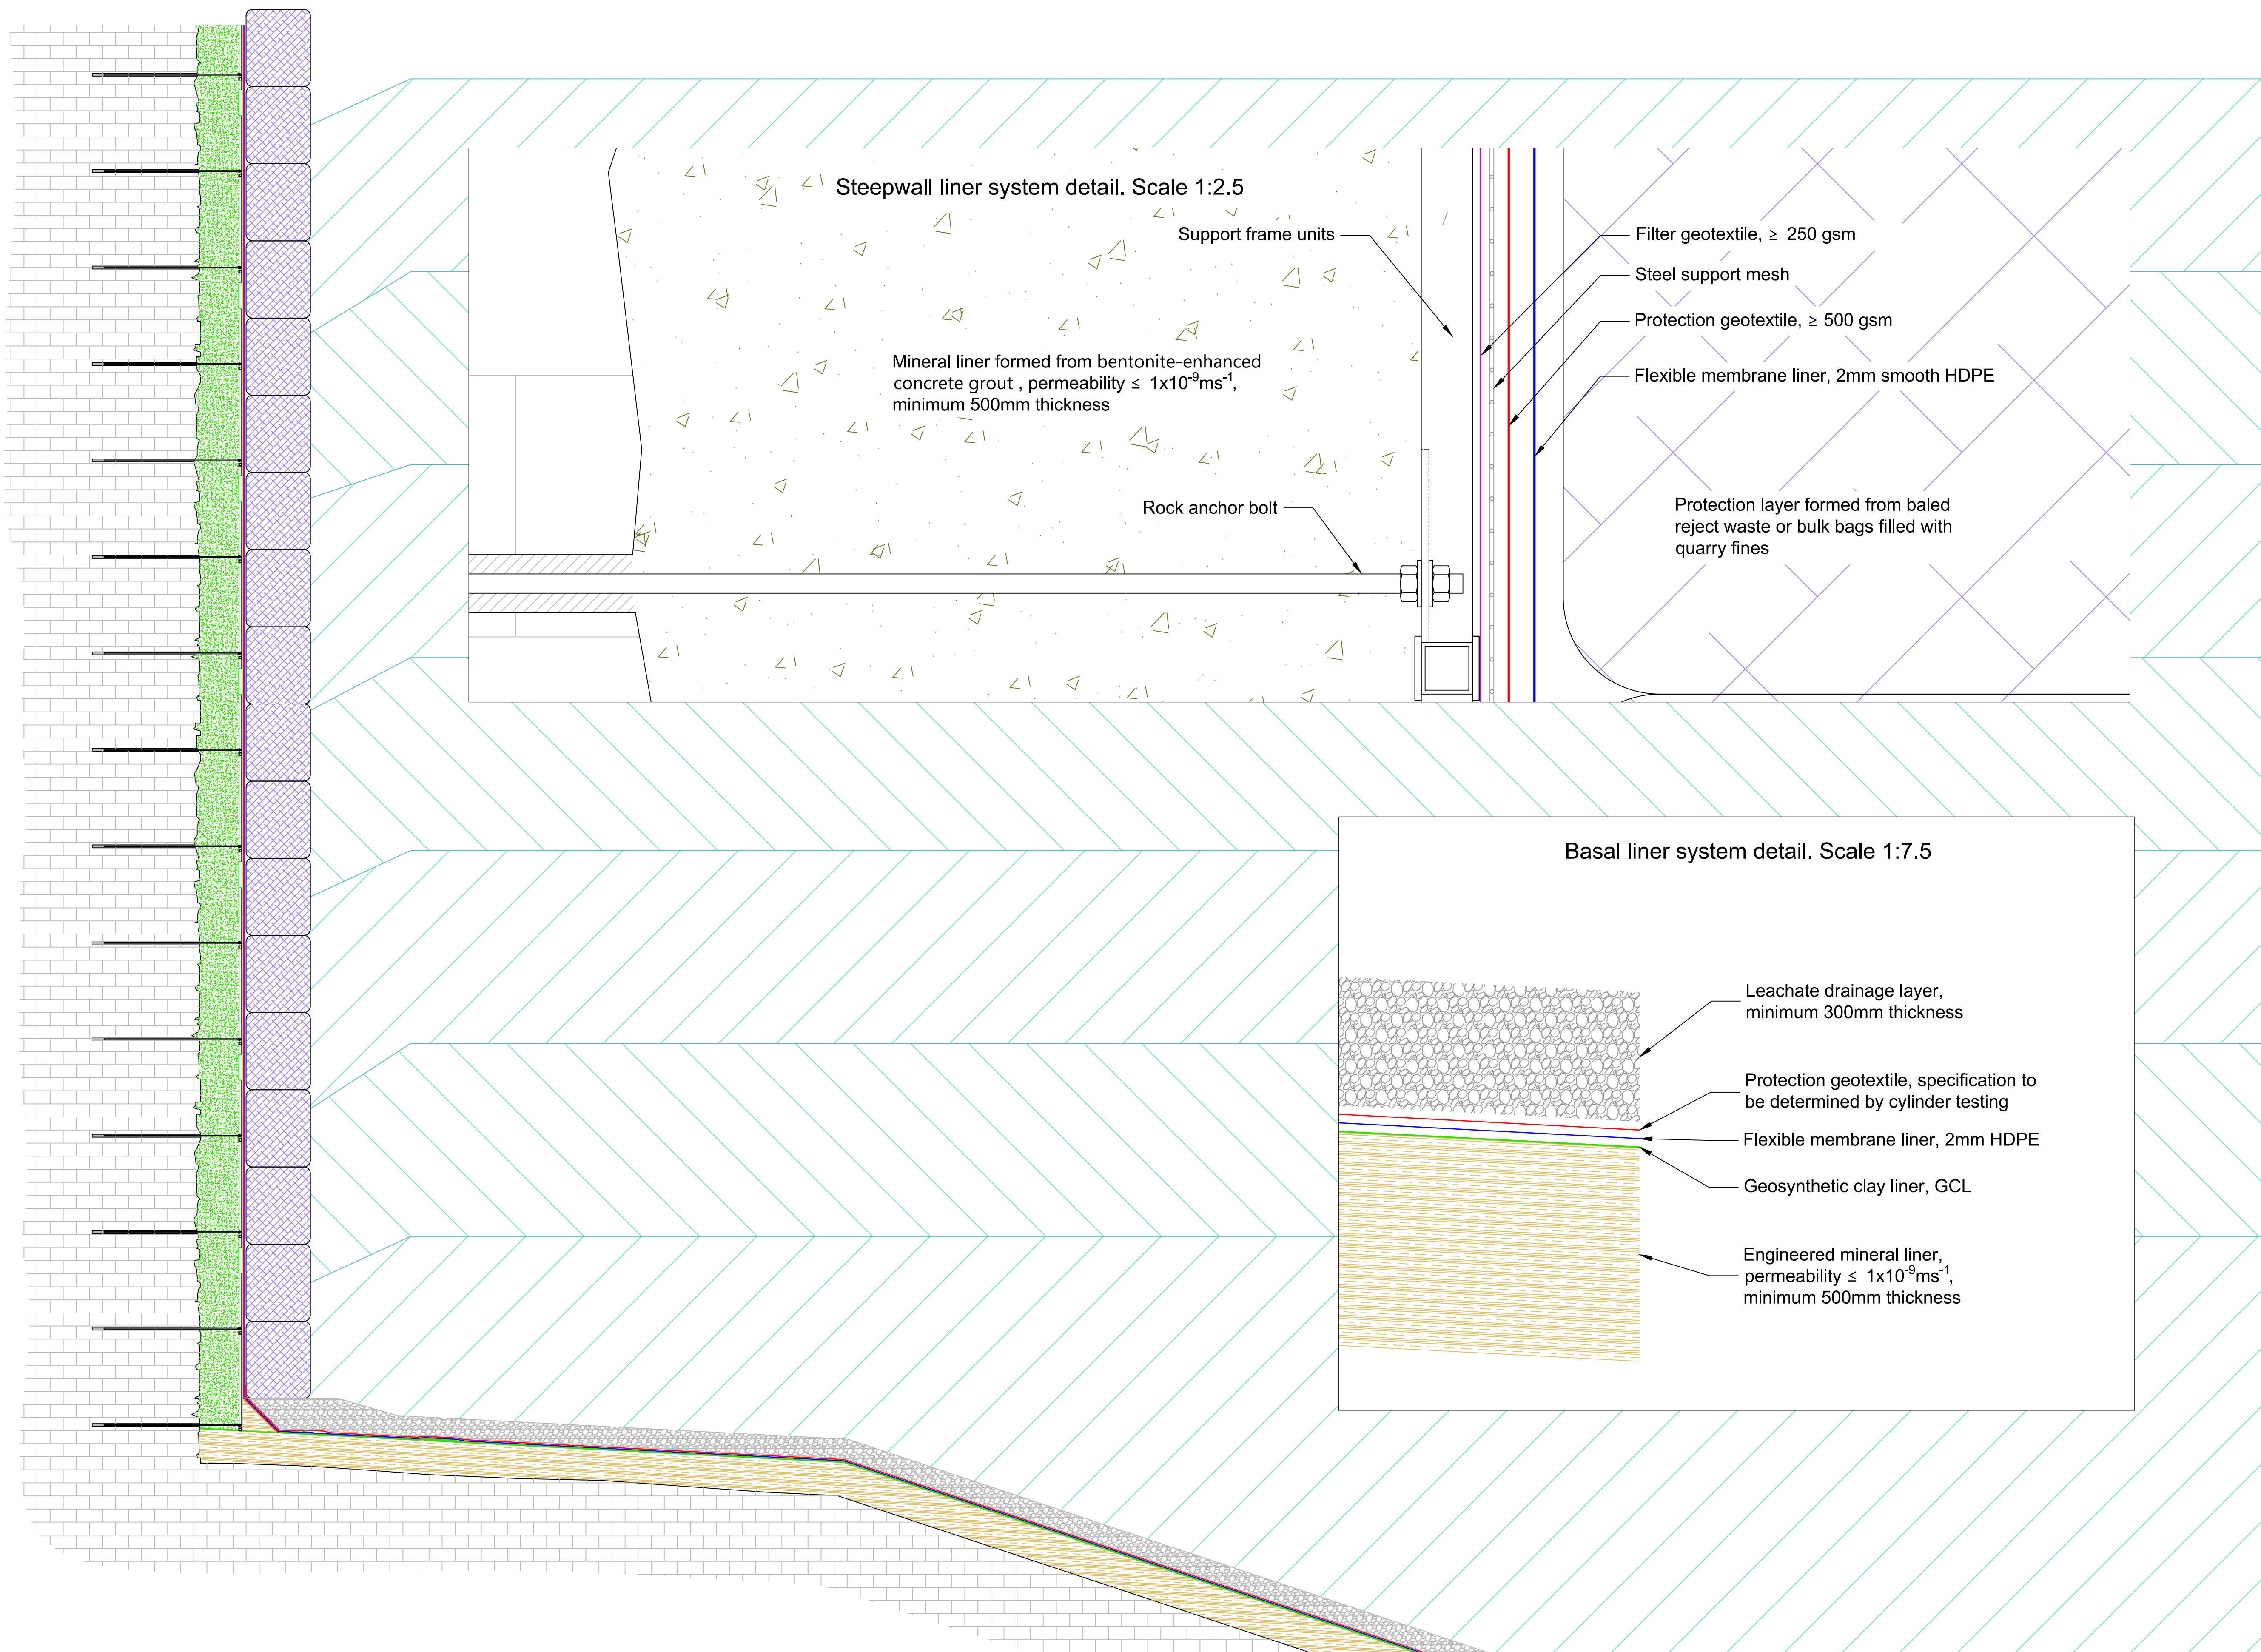 Steepwall liner system detail. Scale 1:2.5
Support frame units
Filter geotextile, ≥ 250 gsm
Steel support mesh
Protection geotextile, ≥ 500 gsm
Flexible membrane liner, 2mm smooth HDPE
Mineral liner formed from bentonite-enhanced
concrete grout , permeability ≤ 1x10⁻⁹ms⁻¹,
minimum 500mm thickness
Rock anchor bolt
Protection layer formed from baled
reject waste or bulk bags filled with
quarry fines
Basal liner system detail. Scale 1:7.5
Leachate drainage layer,
minimum 300mm thickness
Protection geotextile, specification to
be determined by cylinder testing
Flexible membrane liner, 2mm HDPE
Geosynthetic clay liner, GCL
Engineered mineral liner,
permeability ≤ 1x10⁻⁹ms⁻¹,
minimum 500mm thickness